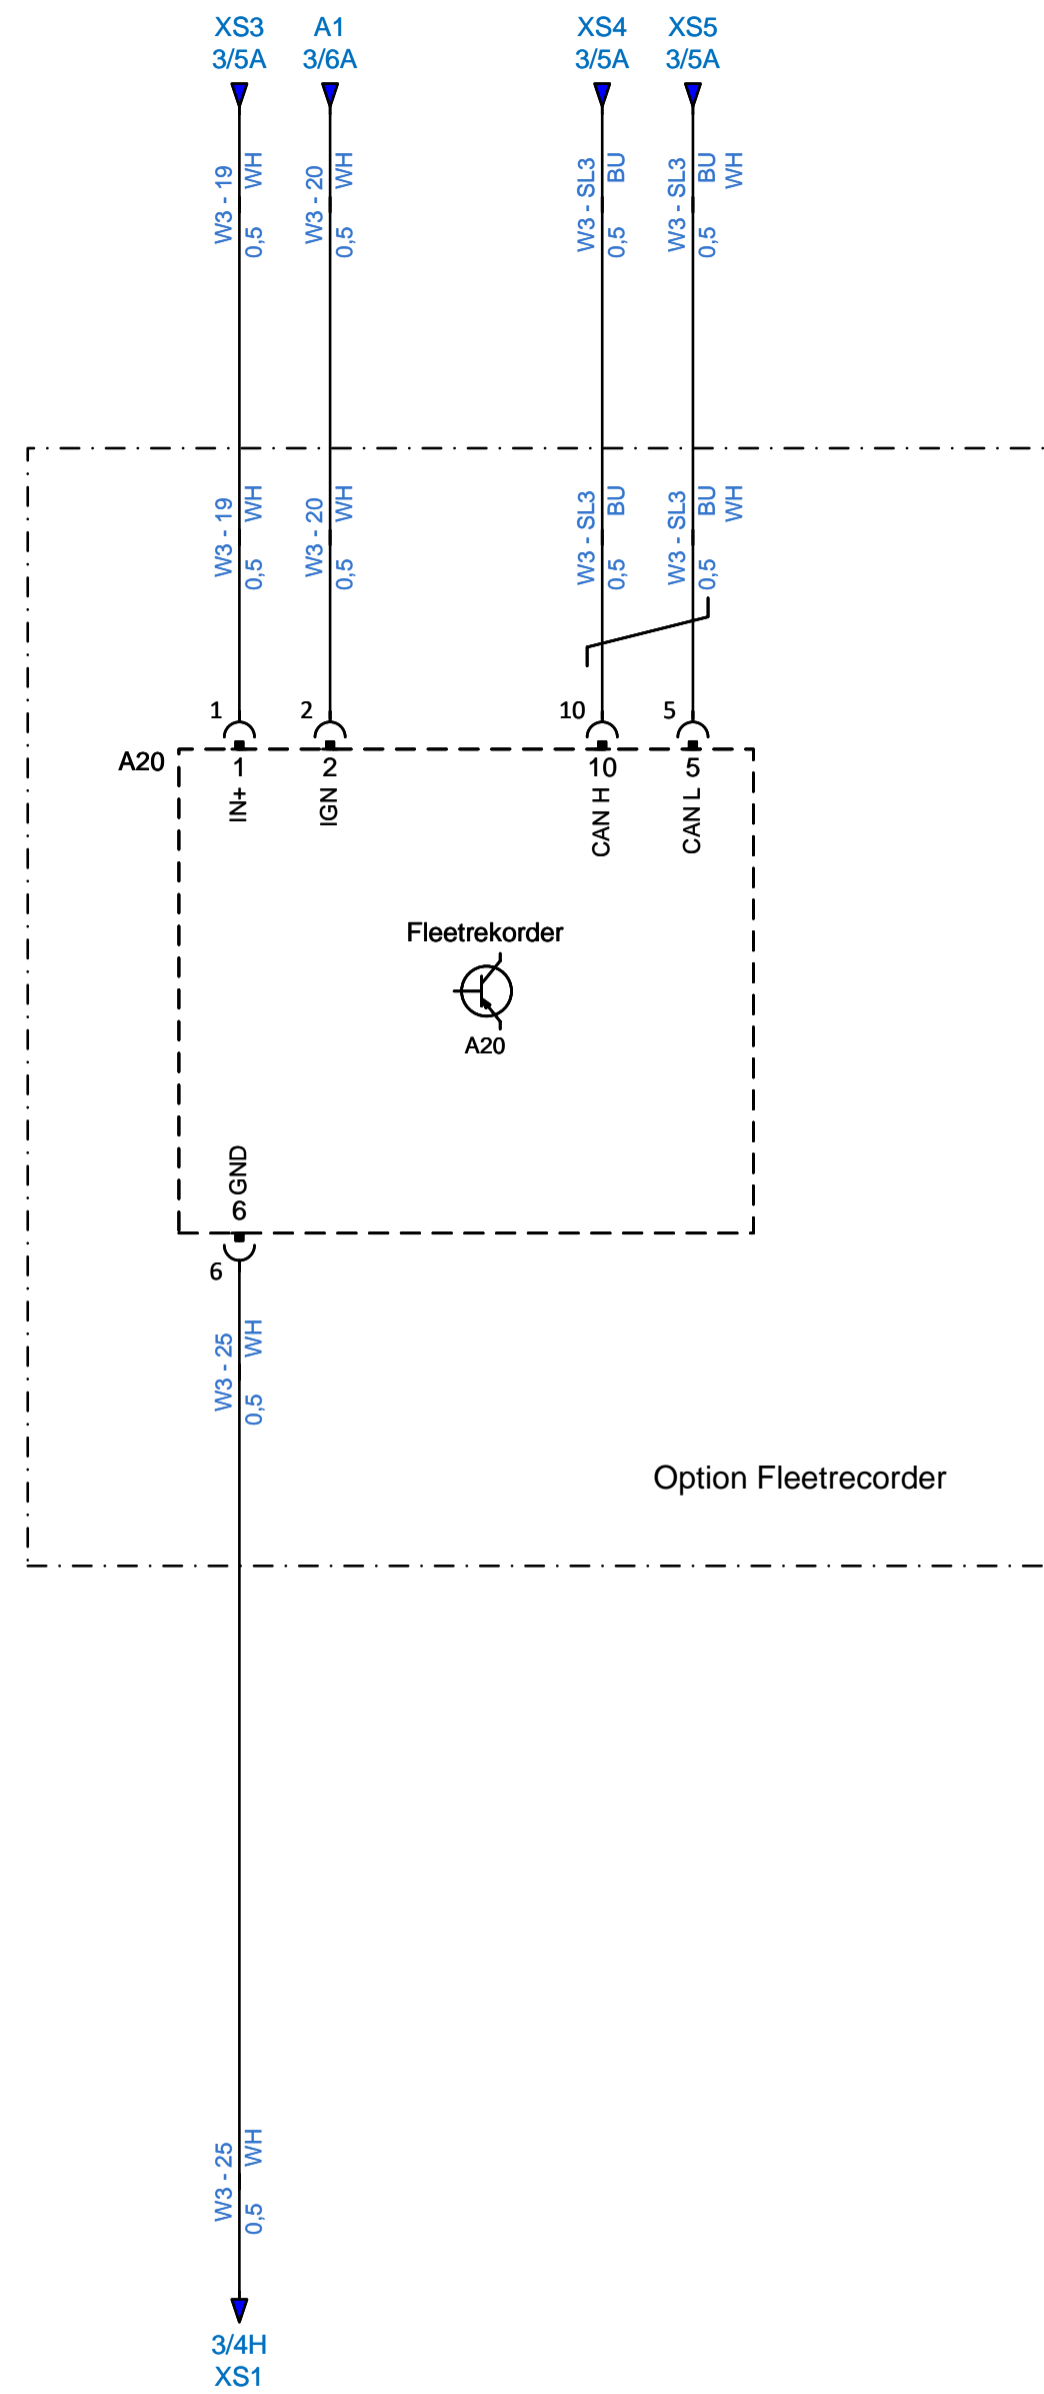 XS3 A1 XS4 XS5
3/5A 3/6A 3/5A 3/5A
W3 - 19 WH W3 - 20 WH W3 - SL3 BU W3 - SL3 BU WH
0,5 0,5 0,5 0,5
W3 - 19 WH W3 - 20 WH W3 - SL3 BU W3 - SL3 BU WH
0,5 0,5 0,5 0,5
1 2 10 5
A20 1 2 10 5
IN+ IGN CAN H CAN L
Fleetrekorder
A20
GND
6
6
W3 - 25 WH
0,5
Option Fleetrecorder
W3 - 25 WH
0,5
3/4H
XS1